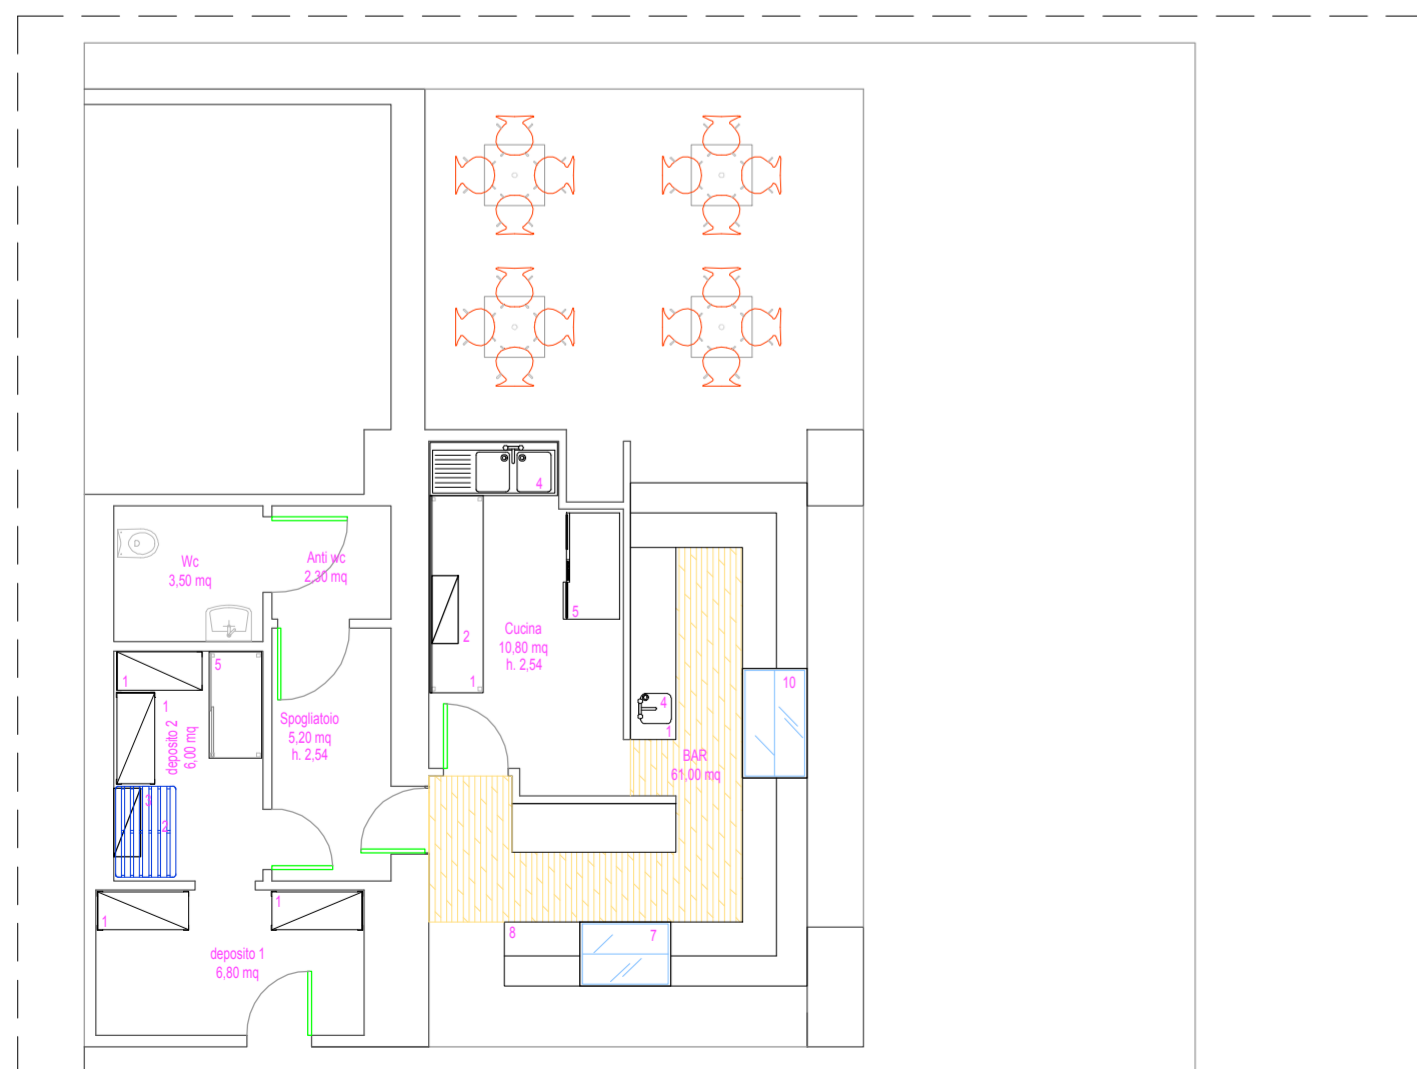 4
Wc
3,50 mq
Anti wc
2,30 mq
5
Cucina
10,80 mq
h. 2,54
2
1
5
1
1
deposito 2
6,00 mq
3
2
Spogliatoio
5,20 mq
h. 2,54
4
1
10
BAR
61,00 mq
1
1
8
7
deposito 1
6,80 mq